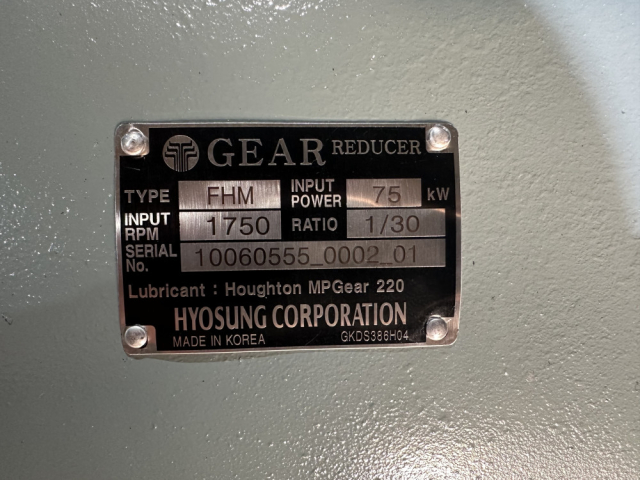 GEAR REDUCER
TYPE FHM INPUT POWER 75 kW
INPUT RPM 1750 RATIO 1/30
SERIAL No. 10060555_0002_01
Lubricant : Houghton MPGear 220
HYOSUNG CORPORATION
MADE IN KOREA GKDS386H04